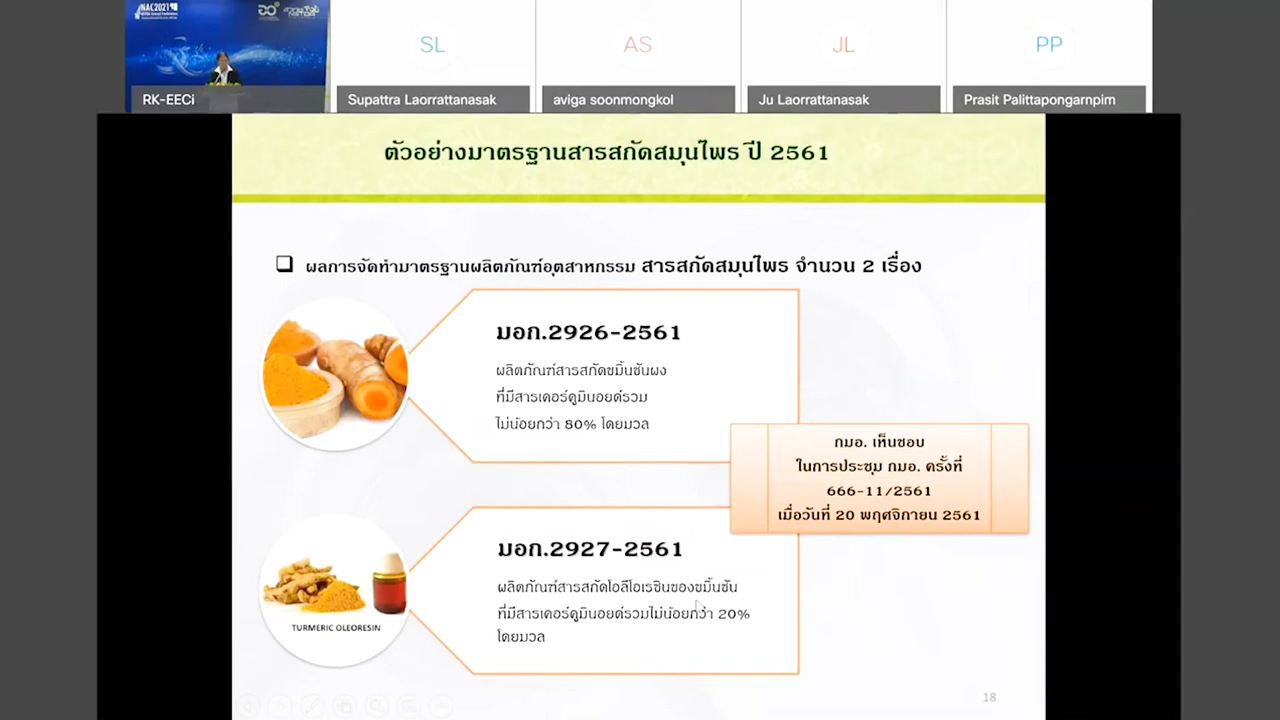 NAC2021
SL
AS
JL
PP
RK-EECi
Supattra Laorrattanasak
aviga soonmongkol
Ju Laorrattanasak
Prasit Palittapongarnpim
ตัวอย่างมาตรฐานสารสกัดสมุนไพร ปี 2561
ผลการจัดทำมาตรฐานผลิตภัณฑ์อุตสาหกรรม สารสกัดสมุนไพร จำนวน 2 เรื่อง
มอก.2926-2561
ผลิตภัณฑ์สารสกัดขมิ้นชันผง
ที่มีสารเคอร์คูมินอยด์รวม
ไม่น้อยกว่า 80% โดยมวล
กมอ. เห็นชอบ
ในการประชุม กมอ. ครั้งที่
666-11/2561
เมื่อวันที่ 20 พฤศจิกายน 2561
มอก.2927-2561
ผลิตภัณฑ์สารสกัดโอลีโอเรซินของขมิ้นชัน
ที่มีสารเคอร์คูมินอยด์รวมไม่น้อยกว่า 20%
โดยมวล
TURMERIC OLEORESIN
18